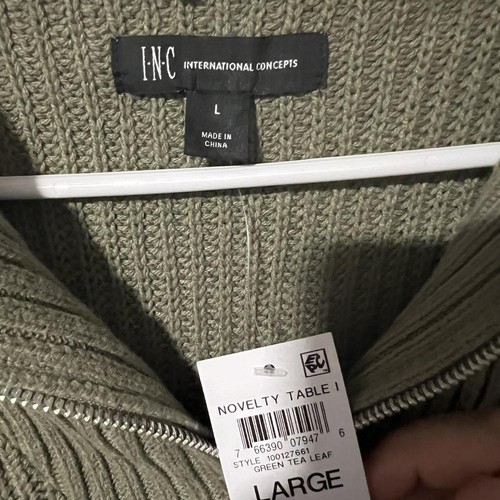 I·N·C INTERNATIONAL CONCEPTS
L
MADE IN
CHINA
NOVELTY TABLE I
7 66390 07947 6
STYLE 100127661
GREEN TEA LEAF
LARGE